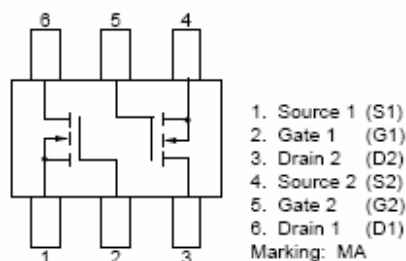 6 5 4
1 2 3
1. Source 1 (S1)
2. Gate 1 (G1)
3. Drain 2 (D2)
4. Source 2 (S2)
5. Gate 2 (G2)
6. Drain 1 (D1)
Marking: MA